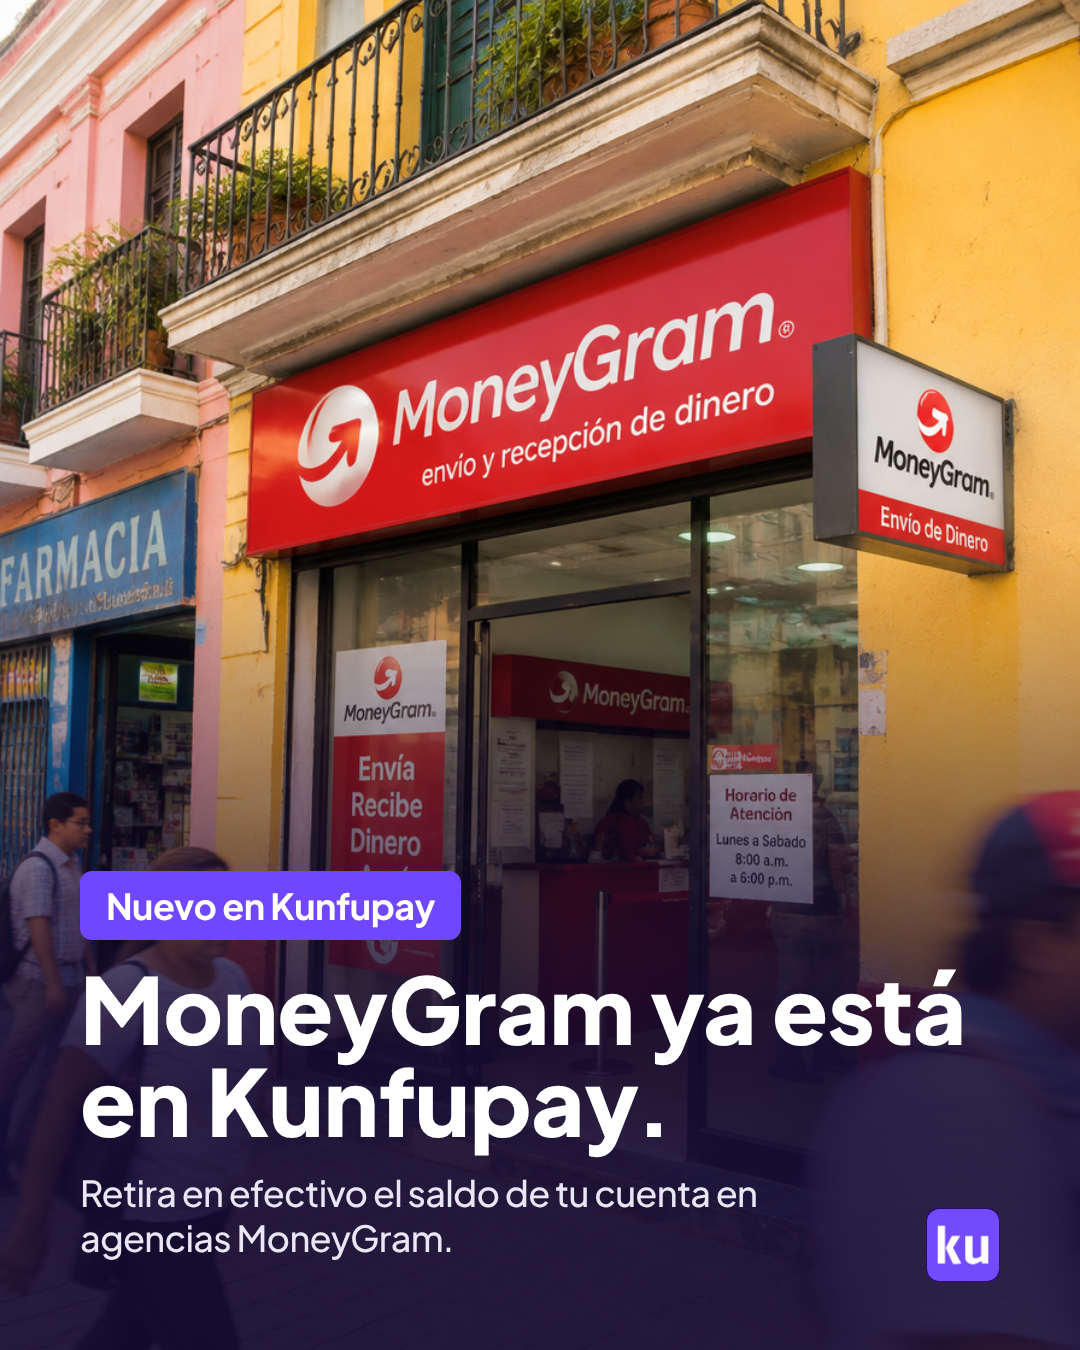 MoneyGram®
envío y recepción de dinero
MoneyGram®
Envío de Dinero
FARMACIA
MoneyGram®
Envía
Recibe
Dinero
MoneyGram
Horario de
Atención
Lunes a Sabado
8:00 a.m.
a 6:00 p.m.
Nuevo en Kunfupay
MoneyGram ya está
en Kunfupay.
Retira en efectivo el saldo de tu cuenta en
agencias MoneyGram.
ku